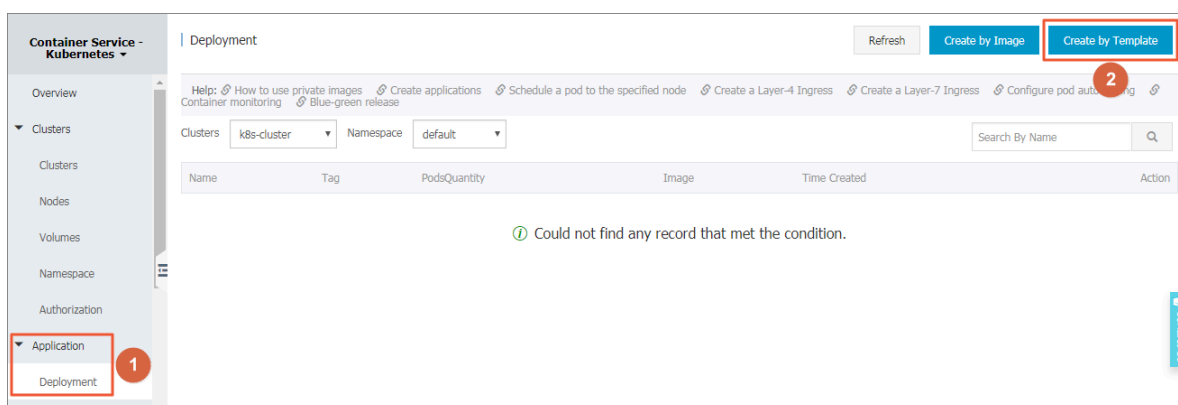 Container Service -
Kubernetes
Overview
Clusters
Clusters
Nodes
Volumes
Namespace
Authorization
Application
Deployment
1
Deployment
Refresh
Create by Image
Create by Template
2
Help: How to use private images Create applications Schedule a pod to the specified node Create a Layer-4 Ingress Create a Layer-7 Ingress Configure pod
Container monitoring Blue-green release
Clusters k8s-cluster Namespace default
Search By Name
Name Tag PodsQuantity Image Time Created Action
Could not find any record that met the condition.